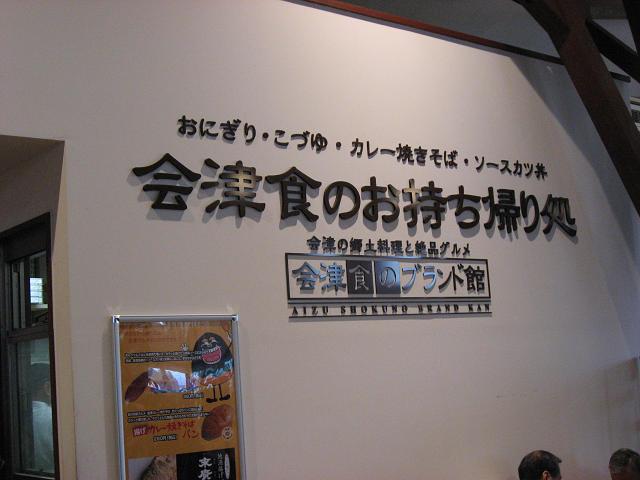 おにぎり・こづゆ・カレー焼きそば・ソースカツ丼
会津食のお持ち帰り処
会津の郷土料理と絶品グルメ
会津食のブランド館
AIZU SHOKUNO BRAND KAN
揚げカレー焼きそば
パン